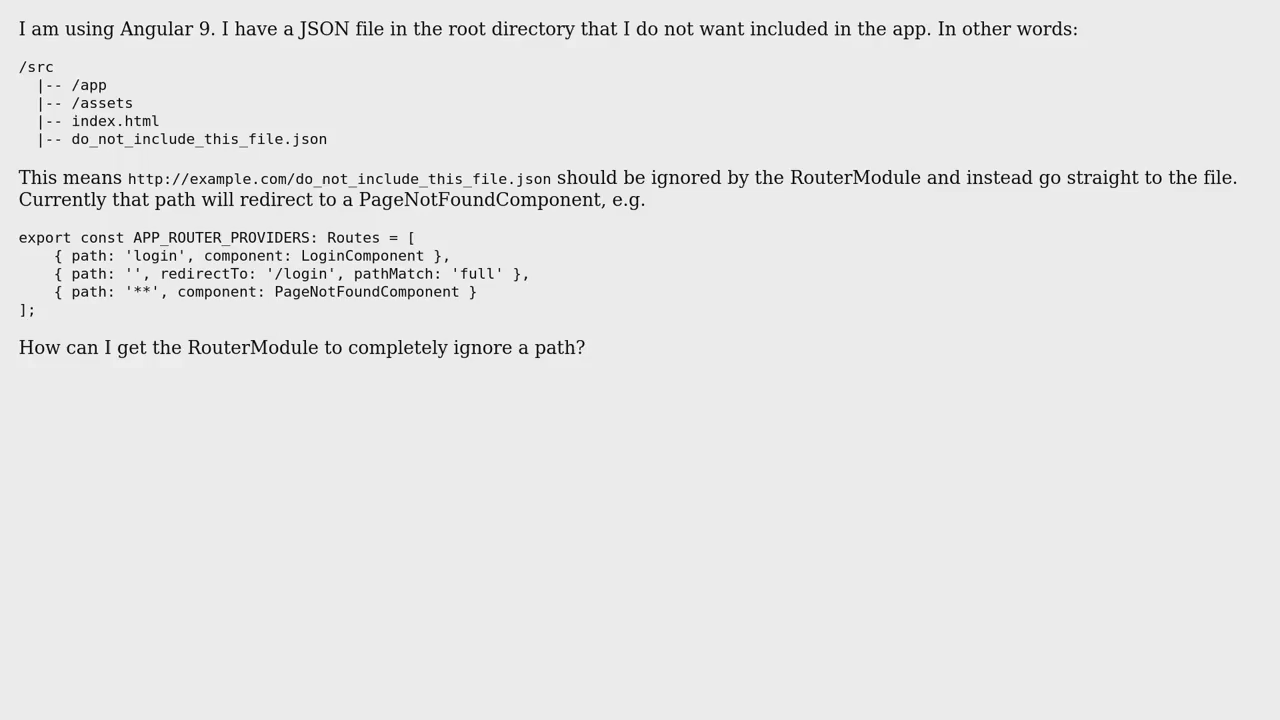 I am using Angular 9. I have a JSON file in the root directory that I do not want included in the app. In other words:
/src
  |-- /app
  |-- /assets
  |-- index.html
  |-- do_not_include_this_file.json
This means http://example.com/do_not_include_this_file.json should be ignored by the RouterModule and instead go straight to the file.
Currently that path will redirect to a PageNotFoundComponent, e.g.
export const APP_ROUTER_PROVIDERS: Routes = [
    { path: 'login', component: LoginComponent },
    { path: '', redirectTo: '/login', pathMatch: 'full' },
    { path: '**', component: PageNotFoundComponent }
];
How can I get the RouterModule to completely ignore a path?